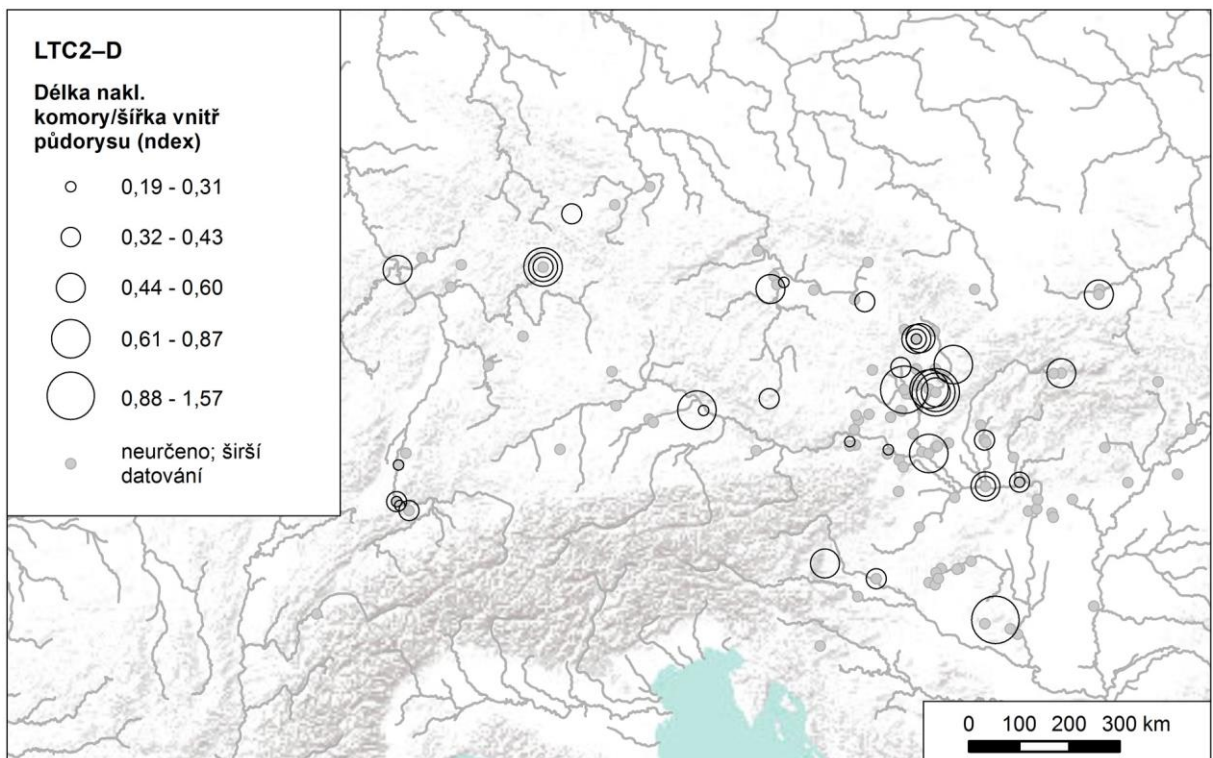 LTC2–D
Délka nakl.
komory/šířka vnitř
půdorysu (ndex)
0,19 - 0,31
0,32 - 0,43
0,44 - 0,60
0,61 - 0,87
0,88 - 1,57
neurčeno; širší
datování
0 100 200 300 km